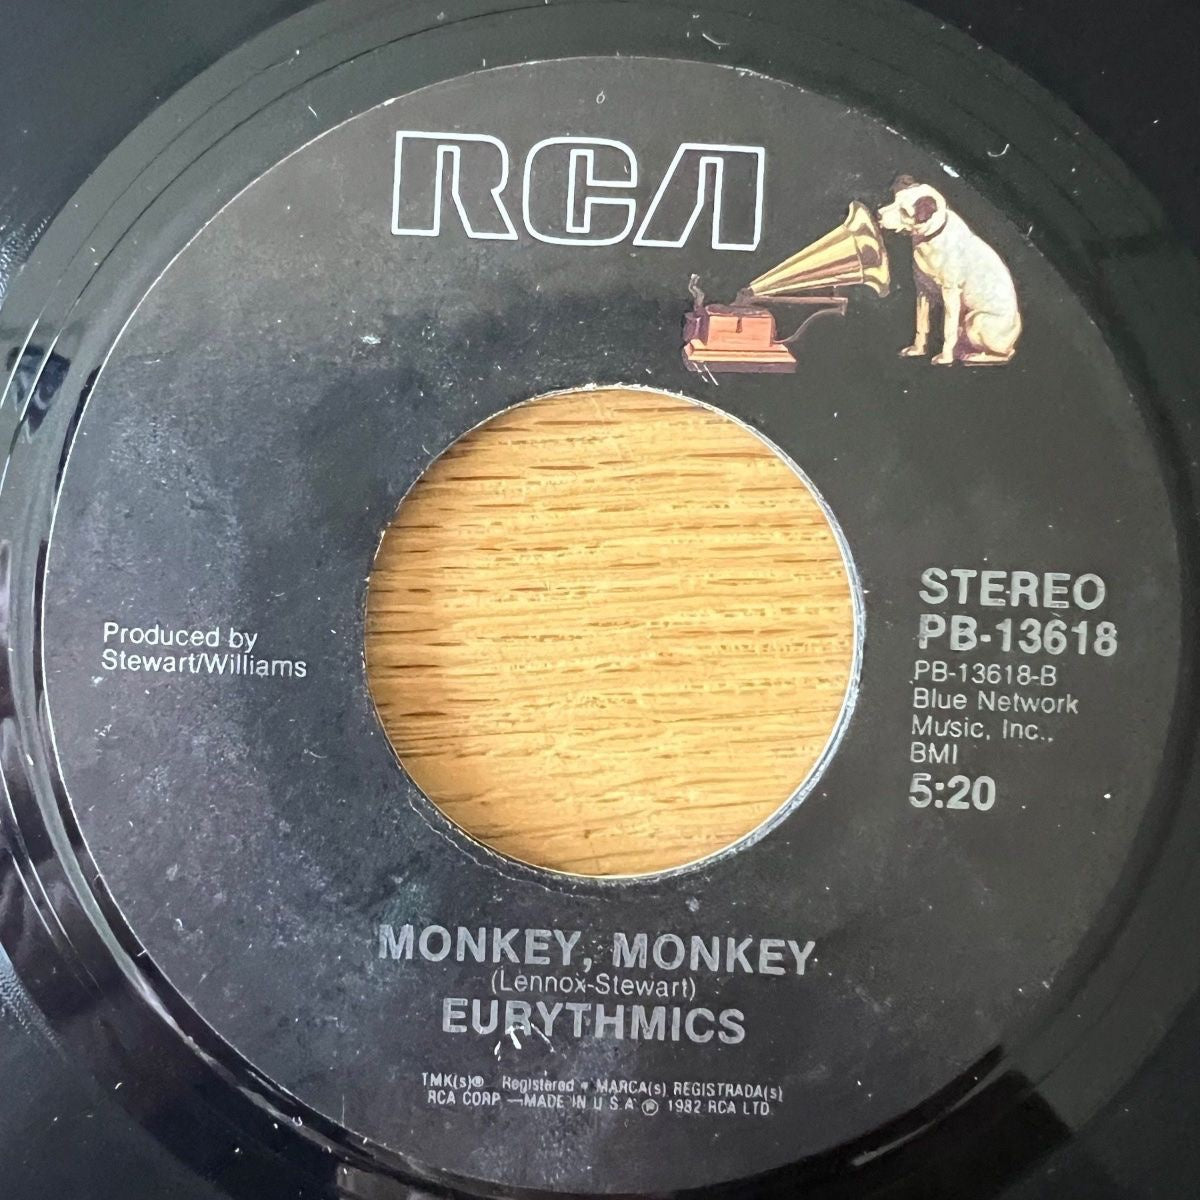 RCA
Produced by
Stewart/Williams
STEREO
PB-13618
PB-13618-B
Blue Network
Music, Inc.,
BMI
5:20
MONKEY, MONKEY
(Lennox-Stewart)
EURYTHMICS
TMK(s)® Registered • MARCA(s) REGISTRADA(s)
RCA CORP —MADE IN U.S.A ℗ 1982 RCA LTD.